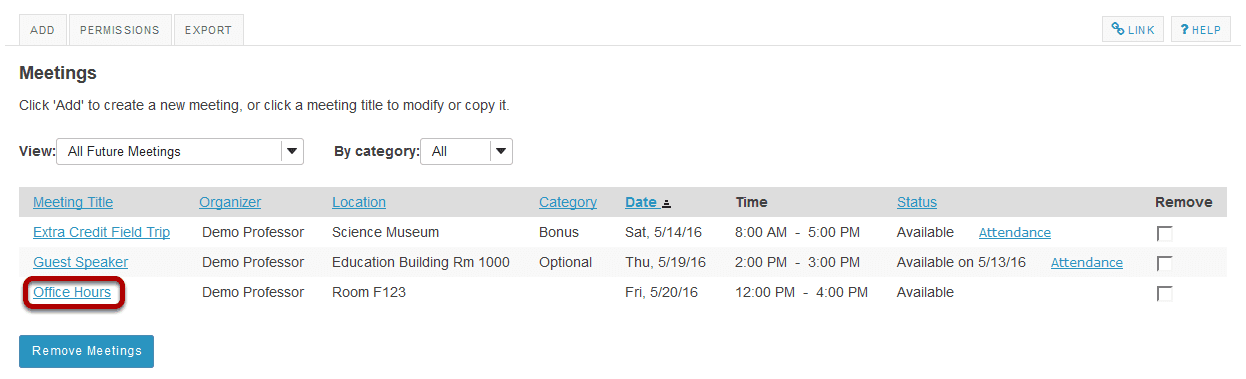 ADD PERMISSIONS EXPORT LINK ? HELP
Meetings
Click 'Add' to create a new meeting, or click a meeting title to modify or copy it.
View: All Future Meetings By category: All
Meeting Title Organizer Location Category Date Time Status Remove
Extra Credit Field Trip Demo Professor Science Museum Bonus Sat, 5/14/16 8:00 AM - 5:00 PM Available Attendance
Guest Speaker Demo Professor Education Building Rm 1000 Optional Thu, 5/19/16 2:00 PM - 3:00 PM Available on 5/13/16 Attendance
Office Hours Demo Professor Room F123 Fri, 5/20/16 12:00 PM - 4:00 PM Available
Remove Meetings